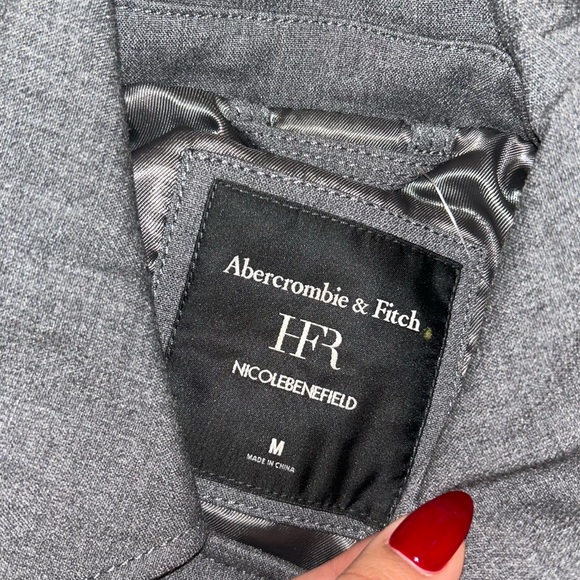 Abercrombie & Fitch
HFR
NICOLEBENEFIELD
M
MADE IN CHINA